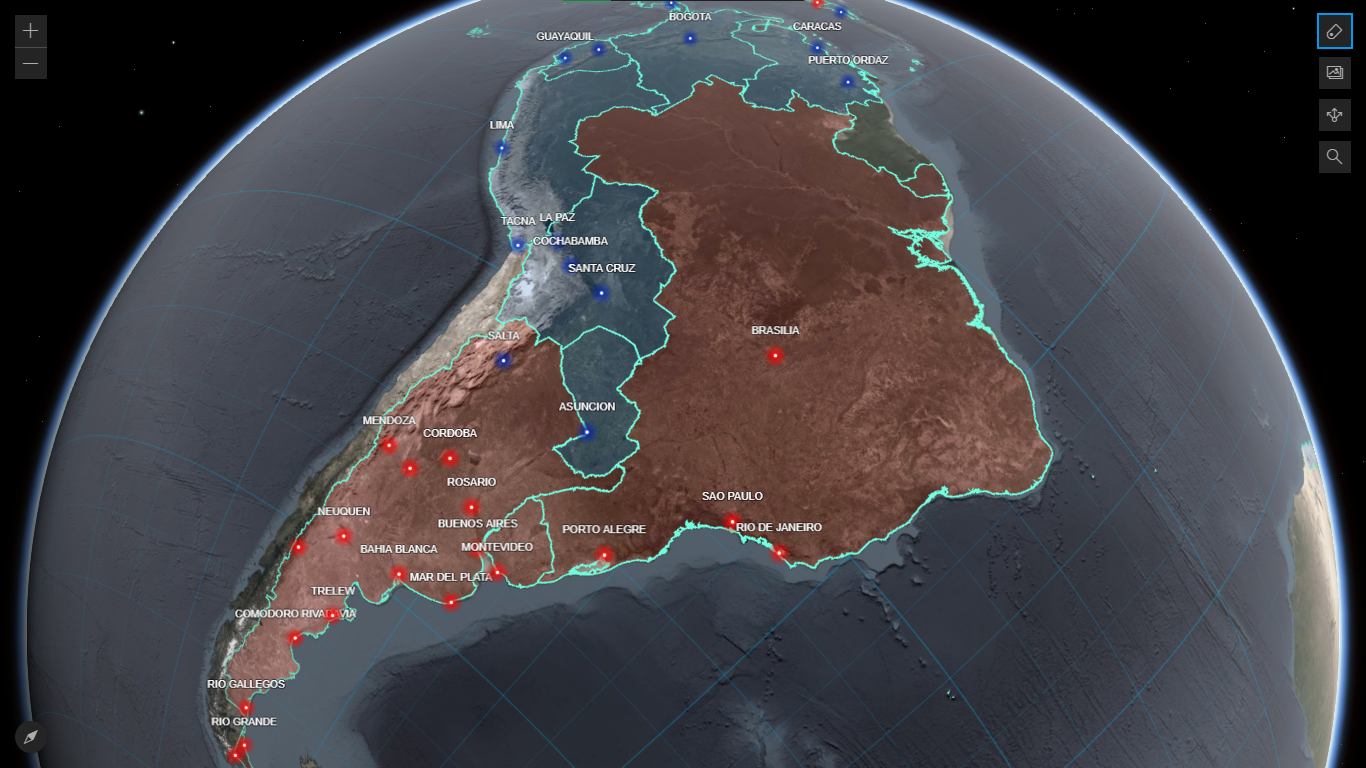 BOGOTA
CARACAS
GUAYAQUIL
PUERTO ORDAZ
LIMA
LA PAZ
TACNA
COCHABAMBA
SANTA CRUZ
BRASILIA
SALTA
ASUNCION
MENDOZA
CORDOBA
ROSARIO
SAO PAULO
NEUQUEN
BUENOS AIRES
RIO DE JANEIRO
PORTO ALEGRE
BAHIA BLANCA
MONTEVIDEO
MAR DEL PLATA
TRELEW
COMODORO RIVADAVIA
RIO GALLEGOS
RIO GRANDE